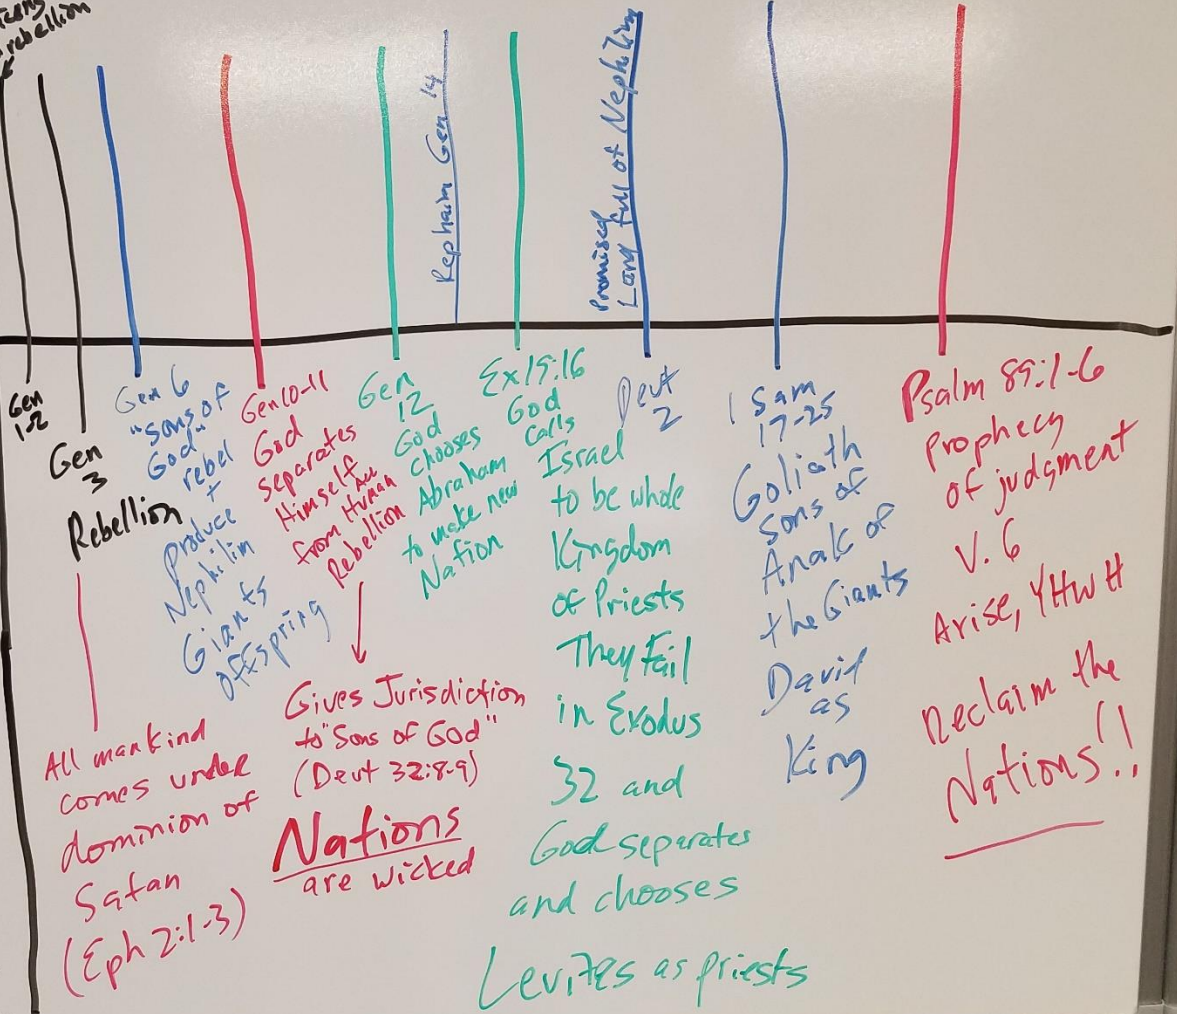 rebellion
Rephaim Gen 14
Promised
Land full of Nephilim
Gen
1-2
Gen
3
Rebellion
All mankind
comes under
dominion of
Satan
(Eph 2:1-3)
Gen 6
"sons of
God"
rebel
+
produce
Nephilim
Giants
offspring
Gen 10-11
God
separates
Himself
from Human
Rebellion
Gives Jurisdiction
to "Sons of God"
(Deut 32:8-9)
Nations
are wicked
Gen
12
God
chooses
Abraham
to make new
Nation
Ex 19:16
God
calls
Israel
to be whole
Kingdom
of Priests
They Fail
in Exodus
32 and
God separates
and chooses
Levites as priests
Deut
2
1 Sam
17-25
Goliath
sons of
Anak of
the Giants
David
as
King
Psalm 89:1-6
prophecy
of judgment
v. 6
Arise, YHWH
Reclaim the
Nations!!